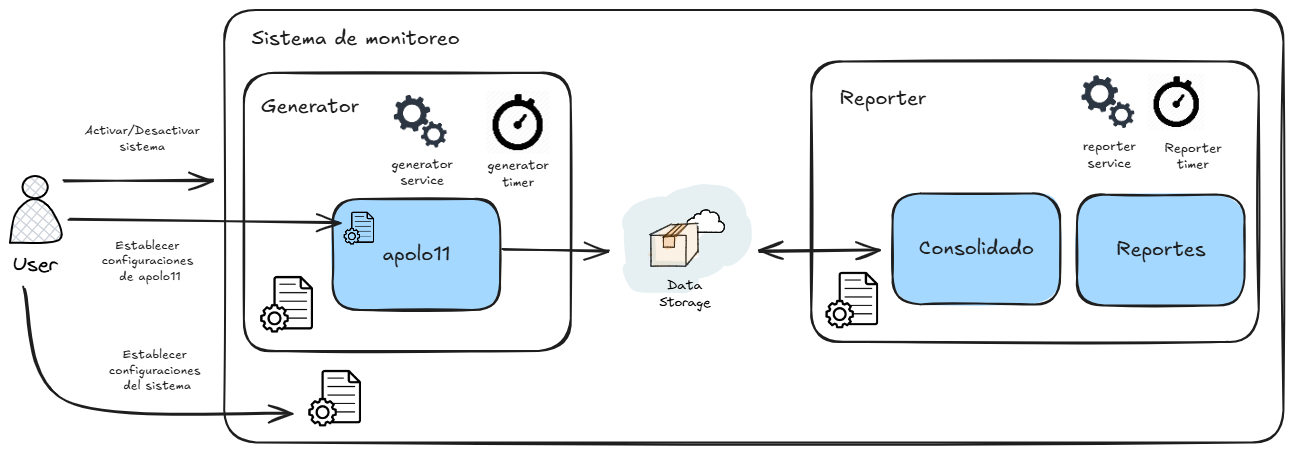 Sistema de monitoreo
Generator
generator
service
generator
timer
Reporter
reporter
service
Reporter
timer
Activar/Desactivar
sistema
User
Establecer
configuraciones
de apolo11
apolo11
Data
Storage
Consolidado
Reportes
Establecer
configuraciones
del sistema